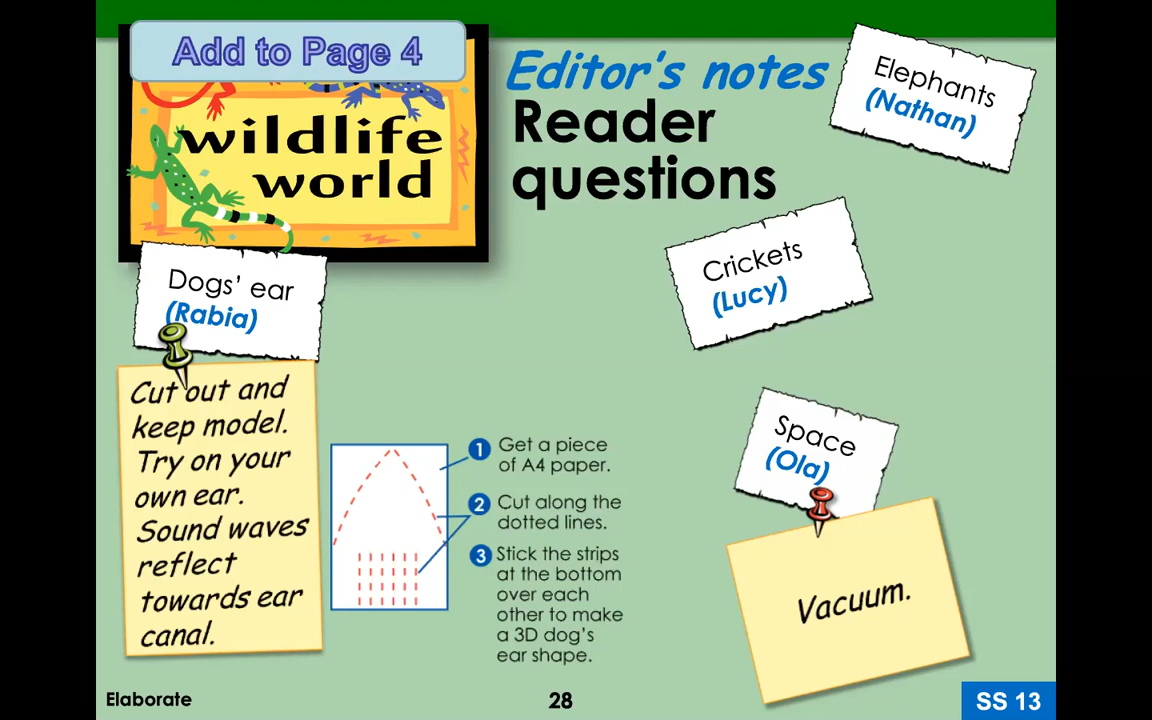 Add to Page 4
wildlife
world
Editor's notes
Reader
questions
Elephants
(Nathan)
Crickets
(Lucy)
Dogs' ear
(Rabia)
Cut out and
keep model.
Try on your
own ear.
Sound waves
reflect
towards ear
canal.
1 Get a piece
of A4 paper.
2 Cut along the
dotted lines.
3 Stick the strips
at the bottom
over each
other to make
a 3D dog's
ear shape.
Space
(Ola)
Vacuum.
Elaborate
28
SS 13